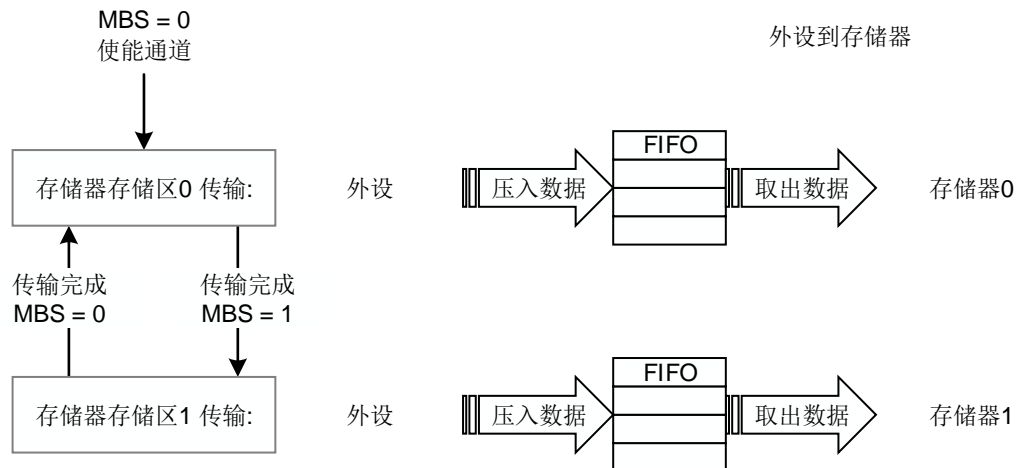 MBS = 0
使能通道
外设到存储器
存储器存储区0 传输:
外设
压入数据
FIFO
取出数据
存储器0
传输完成
MBS = 0
传输完成
MBS = 1
存储器存储区1 传输:
外设
压入数据
FIFO
取出数据
存储器1